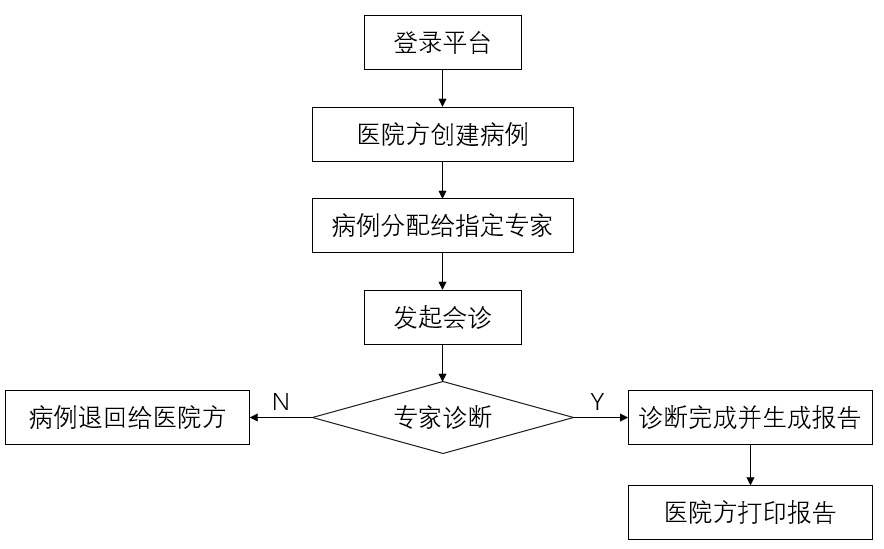 登录平台
医院方创建病例
病例分配给指定专家
发起会诊
病例退回给医院方
N
专家诊断
Y
诊断完成并生成报告
医院方打印报告